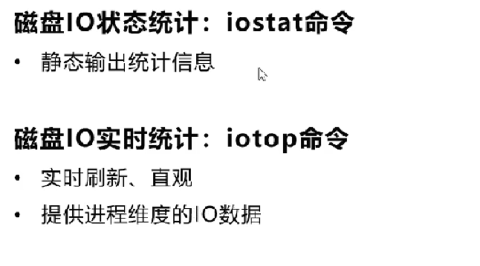 磁盘IO状态统计：iostat命令
• 静态输出统计信息
磁盘IO实时统计：iotop命令
• 实时刷新、直观
• 提供进程维度的IO数据